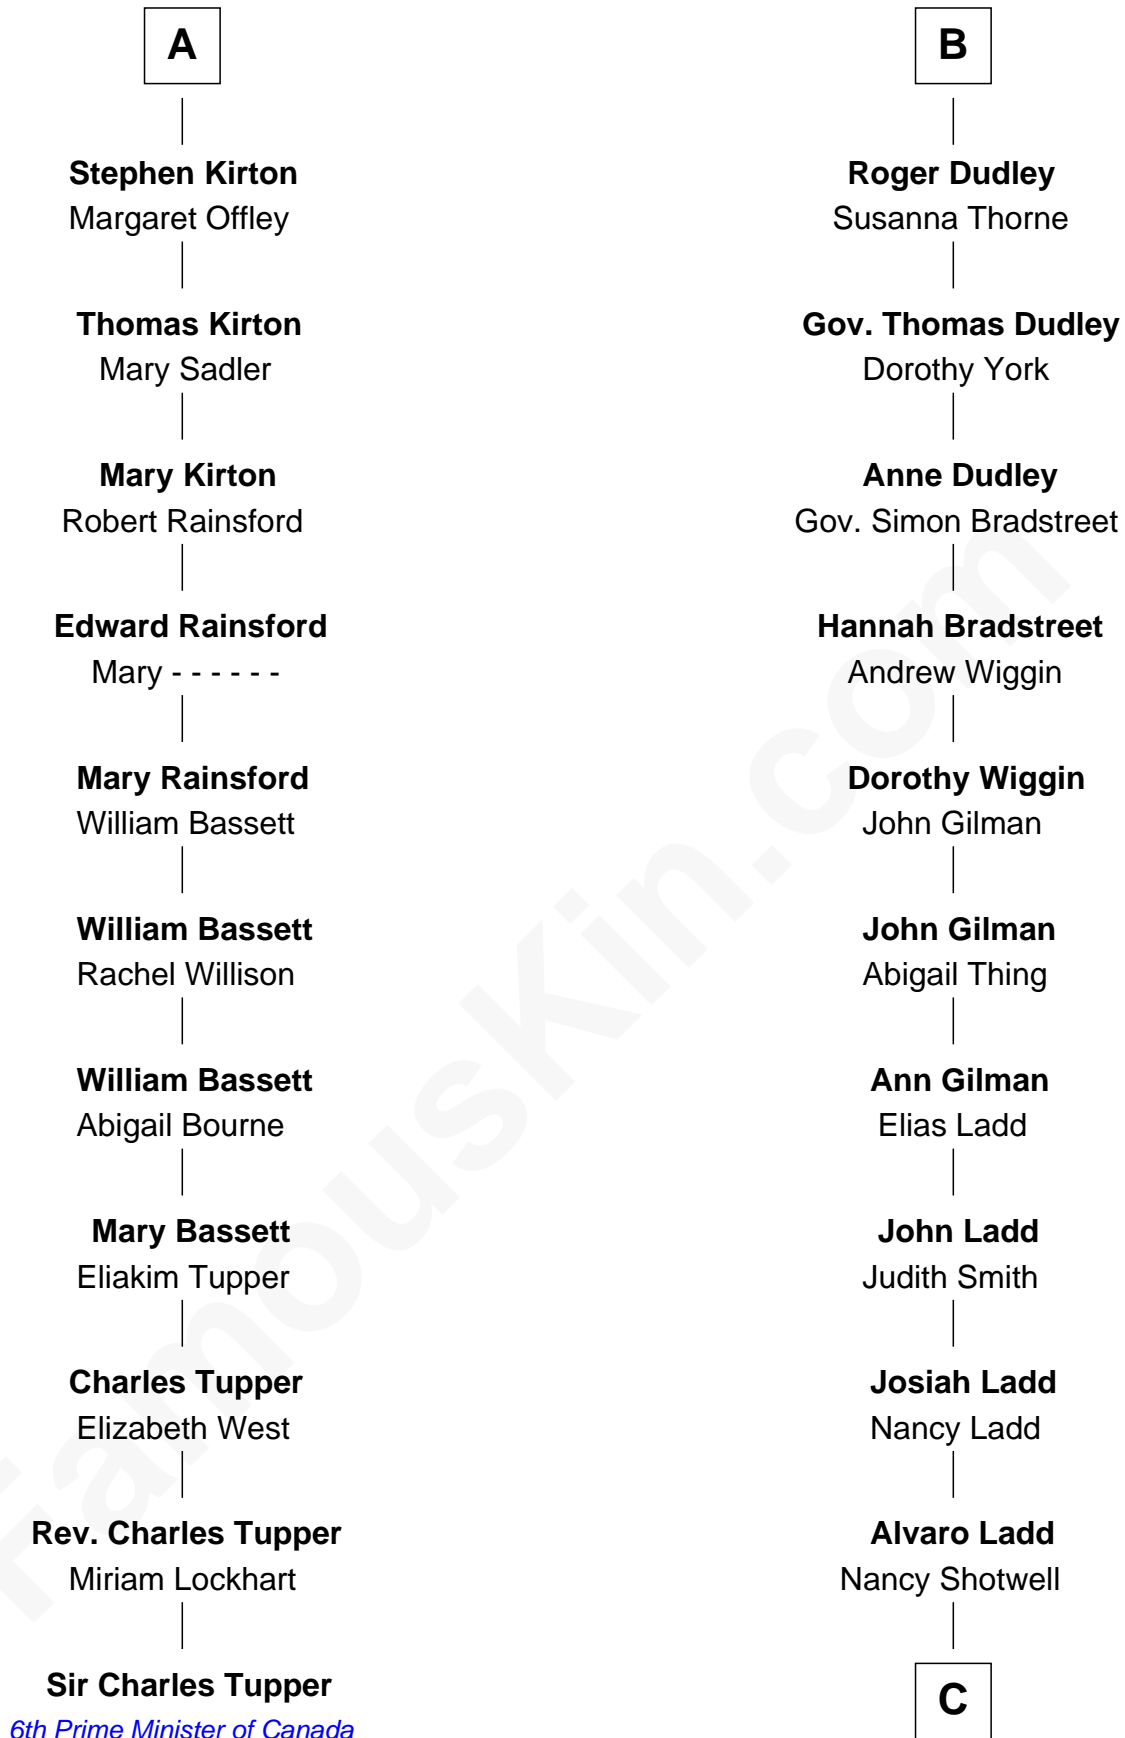 A
Stephen Kirton
Margaret Offley
Thomas Kirton
Mary Sadler
Mary Kirton
Robert Rainsford
Edward Rainsford
Mary - - - - - -
Mary Rainsford
William Bassett
William Bassett
Rachel Willison
William Bassett
Abigail Bourne
Mary Bassett
Eliakim Tupper
Charles Tupper
Elizabeth West
Rev. Charles Tupper
Miriam Lockhart
Sir Charles Tupper
6th Prime Minister of Canada
B
Roger Dudley
Susanna Thorne
Gov. Thomas Dudley
Dorothy York
Anne Dudley
Gov. Simon Bradstreet
Hannah Bradstreet
Andrew Wiggin
Dorothy Wiggin
John Gilman
John Gilman
Abigail Thing
Ann Gilman
Elias Ladd
John Ladd
Judith Smith
Josiah Ladd
Nancy Ladd
Alvaro Ladd
Nancy Shotwell
C
FamousKin.com